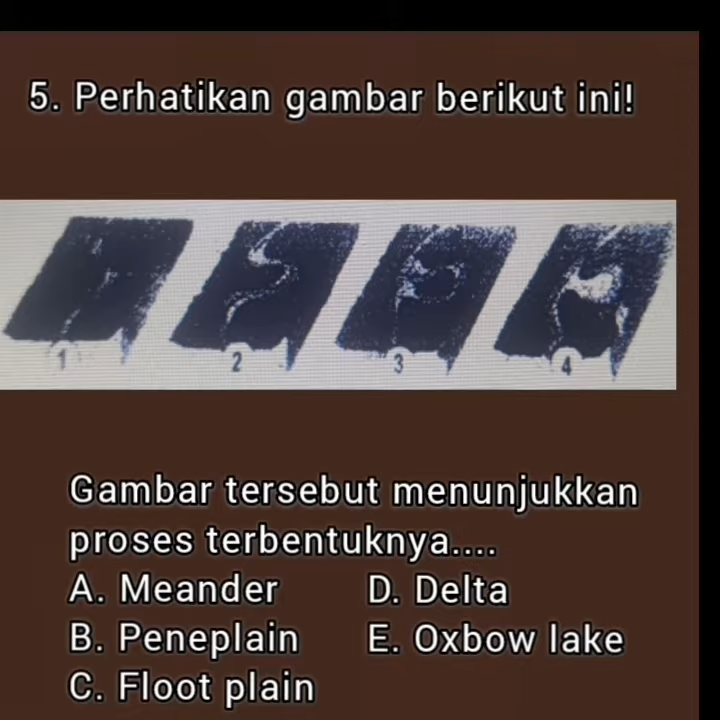 5. Perhatikan gambar berikut ini!
1 2 3 4
Gambar tersebut menunjukkan
proses terbentuknya....
A. Meander D. Delta
B. Peneplain E. Oxbow lake
C. Floot plain